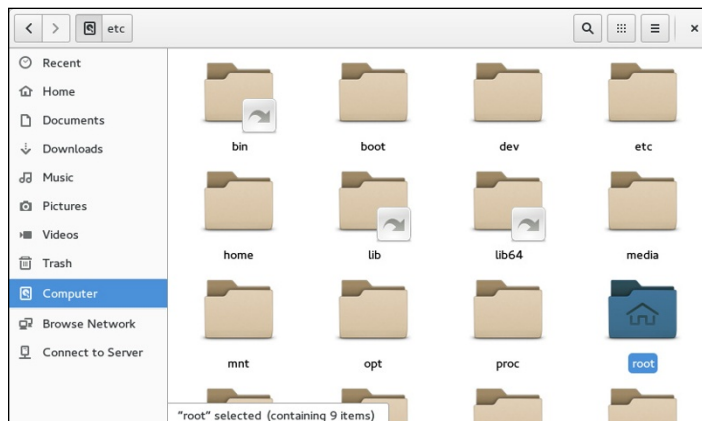 etc
Recent
Home
Documents
Downloads
Music
Pictures
Videos
Trash
Computer
Browse Network
Connect to Server
bin boot dev etc
home lib lib64 media
mnt opt proc root
"root" selected (containing 9 items)